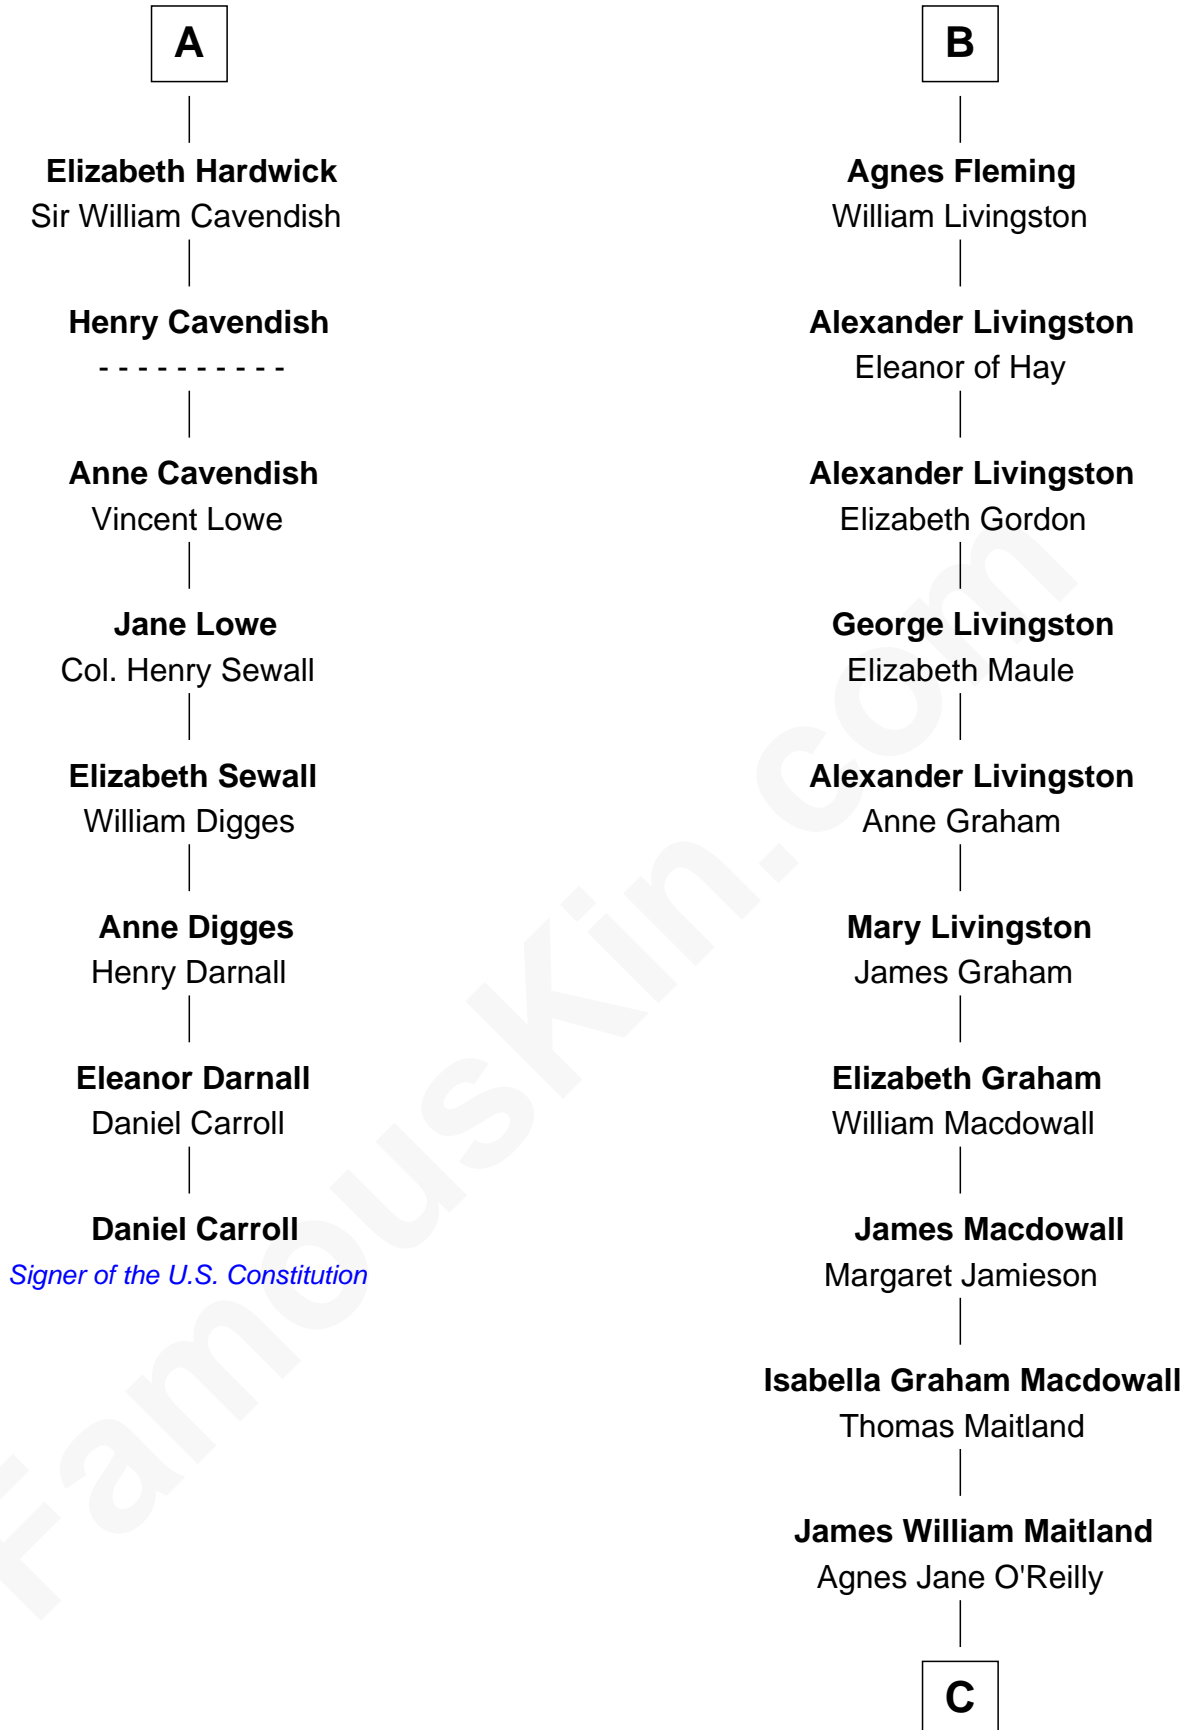 A
Elizabeth Hardwick
Sir William Cavendish
Henry Cavendish
- - - - - - - - - -
Anne Cavendish
Vincent Lowe
Jane Lowe
Col. Henry Sewall
Elizabeth Sewall
William Digges
Anne Digges
Henry Darnall
Eleanor Darnall
Daniel Carroll
Daniel Carroll
Signer of the U.S. Constitution
B
Agnes Fleming
William Livingston
Alexander Livingston
Eleanor of Hay
Alexander Livingston
Elizabeth Gordon
George Livingston
Elizabeth Maule
Alexander Livingston
Anne Graham
Mary Livingston
James Graham
Elizabeth Graham
William Macdowall
James Macdowall
Margaret Jamieson
Isabella Graham Macdowall
Thomas Maitland
James William Maitland
Agnes Jane O'Reilly
C
FamousKin.com